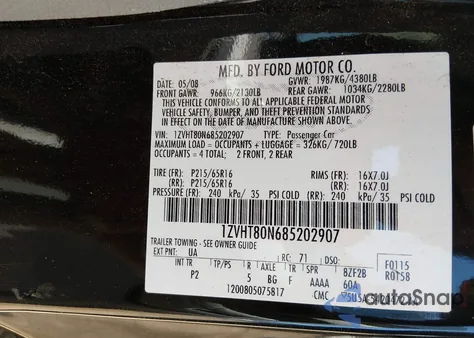 MFD. BY FORD MOTOR CO.
DATE: 05/08 GVWR: 1987KG/4380LB
FRONT GAWR: 966KG/2130LB REAR GAWR: 1034KG/2280LB
THIS VEHICLE CONFORMS TO ALL APPLICABLE FEDERAL MOTOR
VEHICLE SAFETY, BUMPER, AND THEFT PREVENTION
STANDARDS IN EFFECT ON THE DATE OF MANUFACTURE
SHOWN ABOVE.
VIN: 1ZVHT80N685202907 TYPE: Passenger Car
MAXIMUM LOAD = OCCUPANTS + LUGGAGE = 326KG/ 720LB
OCCUPANTS = 4 TOTAL; 2 FRONT, 2 REAR
TIRE (FR): P215/65R16 RIMS (FR): 16X7.0J
(RR): P215/65R16 (RR): 16X7.0J
PRESSURE (FR): 240 kPa/ 35 PSI COLD (RR): 240 kPa/ 35 PSI COLD
1ZVHT80N685202907
TRAILER TOWING - SEE OWNER GUIDE
EXT PNT: UA RC: 71 DSO: F0115
R0758
INT TR TP/PS R AXLE TR SPR BZF2B
P2 5 BG F AAAA 60A
1200805075817 CMC
autoSnap